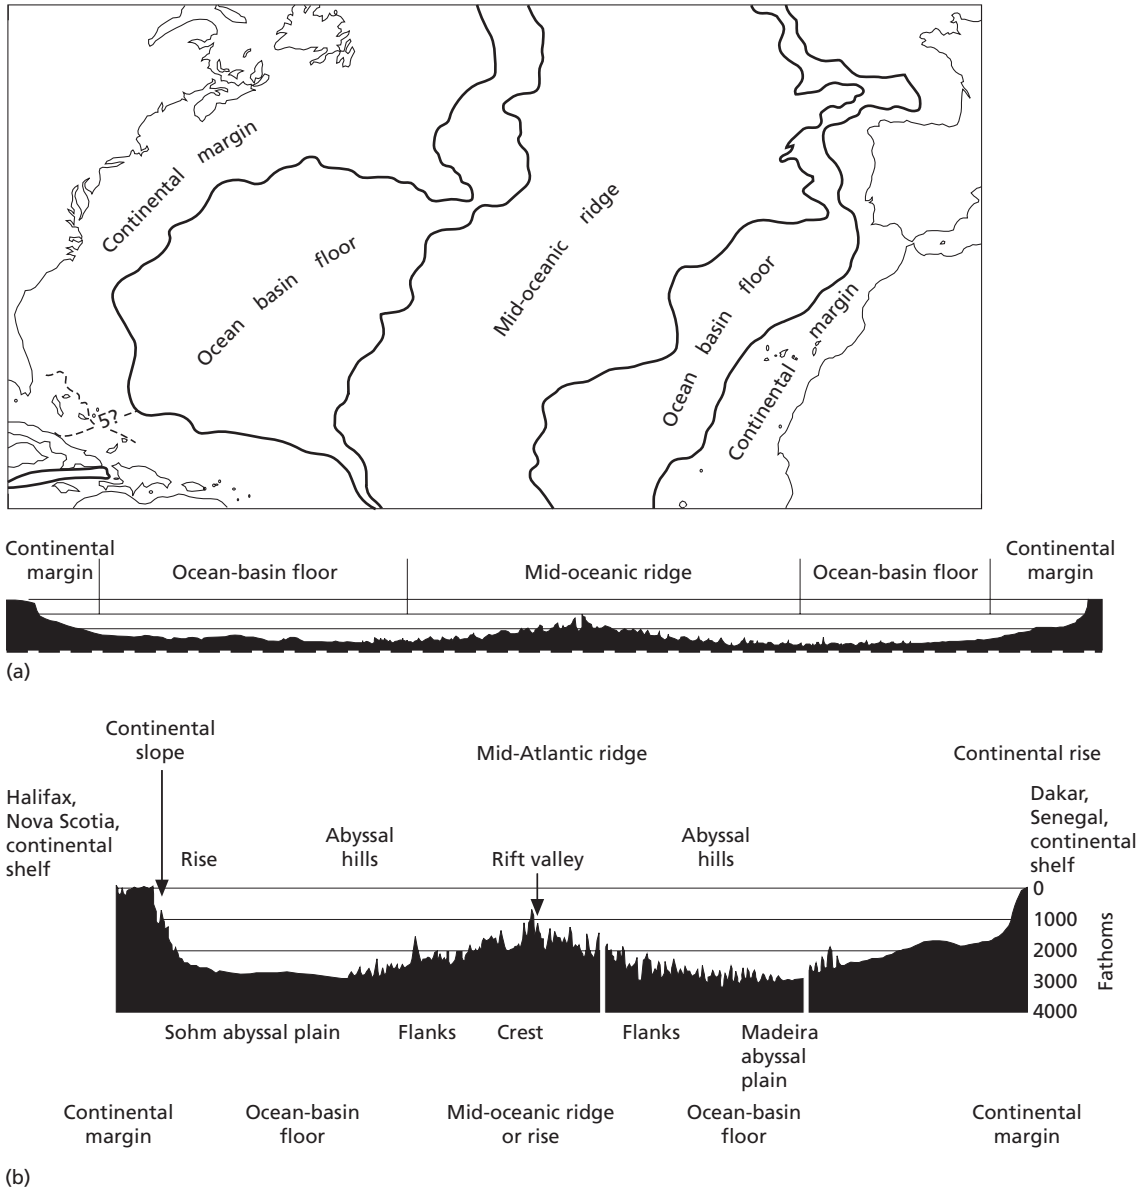 Continental margin
Ocean basin floor
Mid-oceanic ridge
Ocean basin floor
Continental margin
5?
Continental
margin
Ocean-basin floor
Mid-oceanic ridge
Ocean-basin floor
Continental
margin
(a)
Continental
slope
Mid-Atlantic ridge
Continental rise
Halifax,
Nova Scotia,
continental
shelf
Rise
Abyssal
hills
Rift valley
Abyssal
hills
Dakar,
Senegal,
continental
shelf
0
1000
2000
3000
4000
Fathoms
Sohm abyssal plain
Flanks
Crest
Flanks
Madeira
abyssal
plain
Continental
margin
Ocean-basin
floor
Mid-oceanic ridge
or rise
Ocean-basin
floor
Continental
margin
(b)